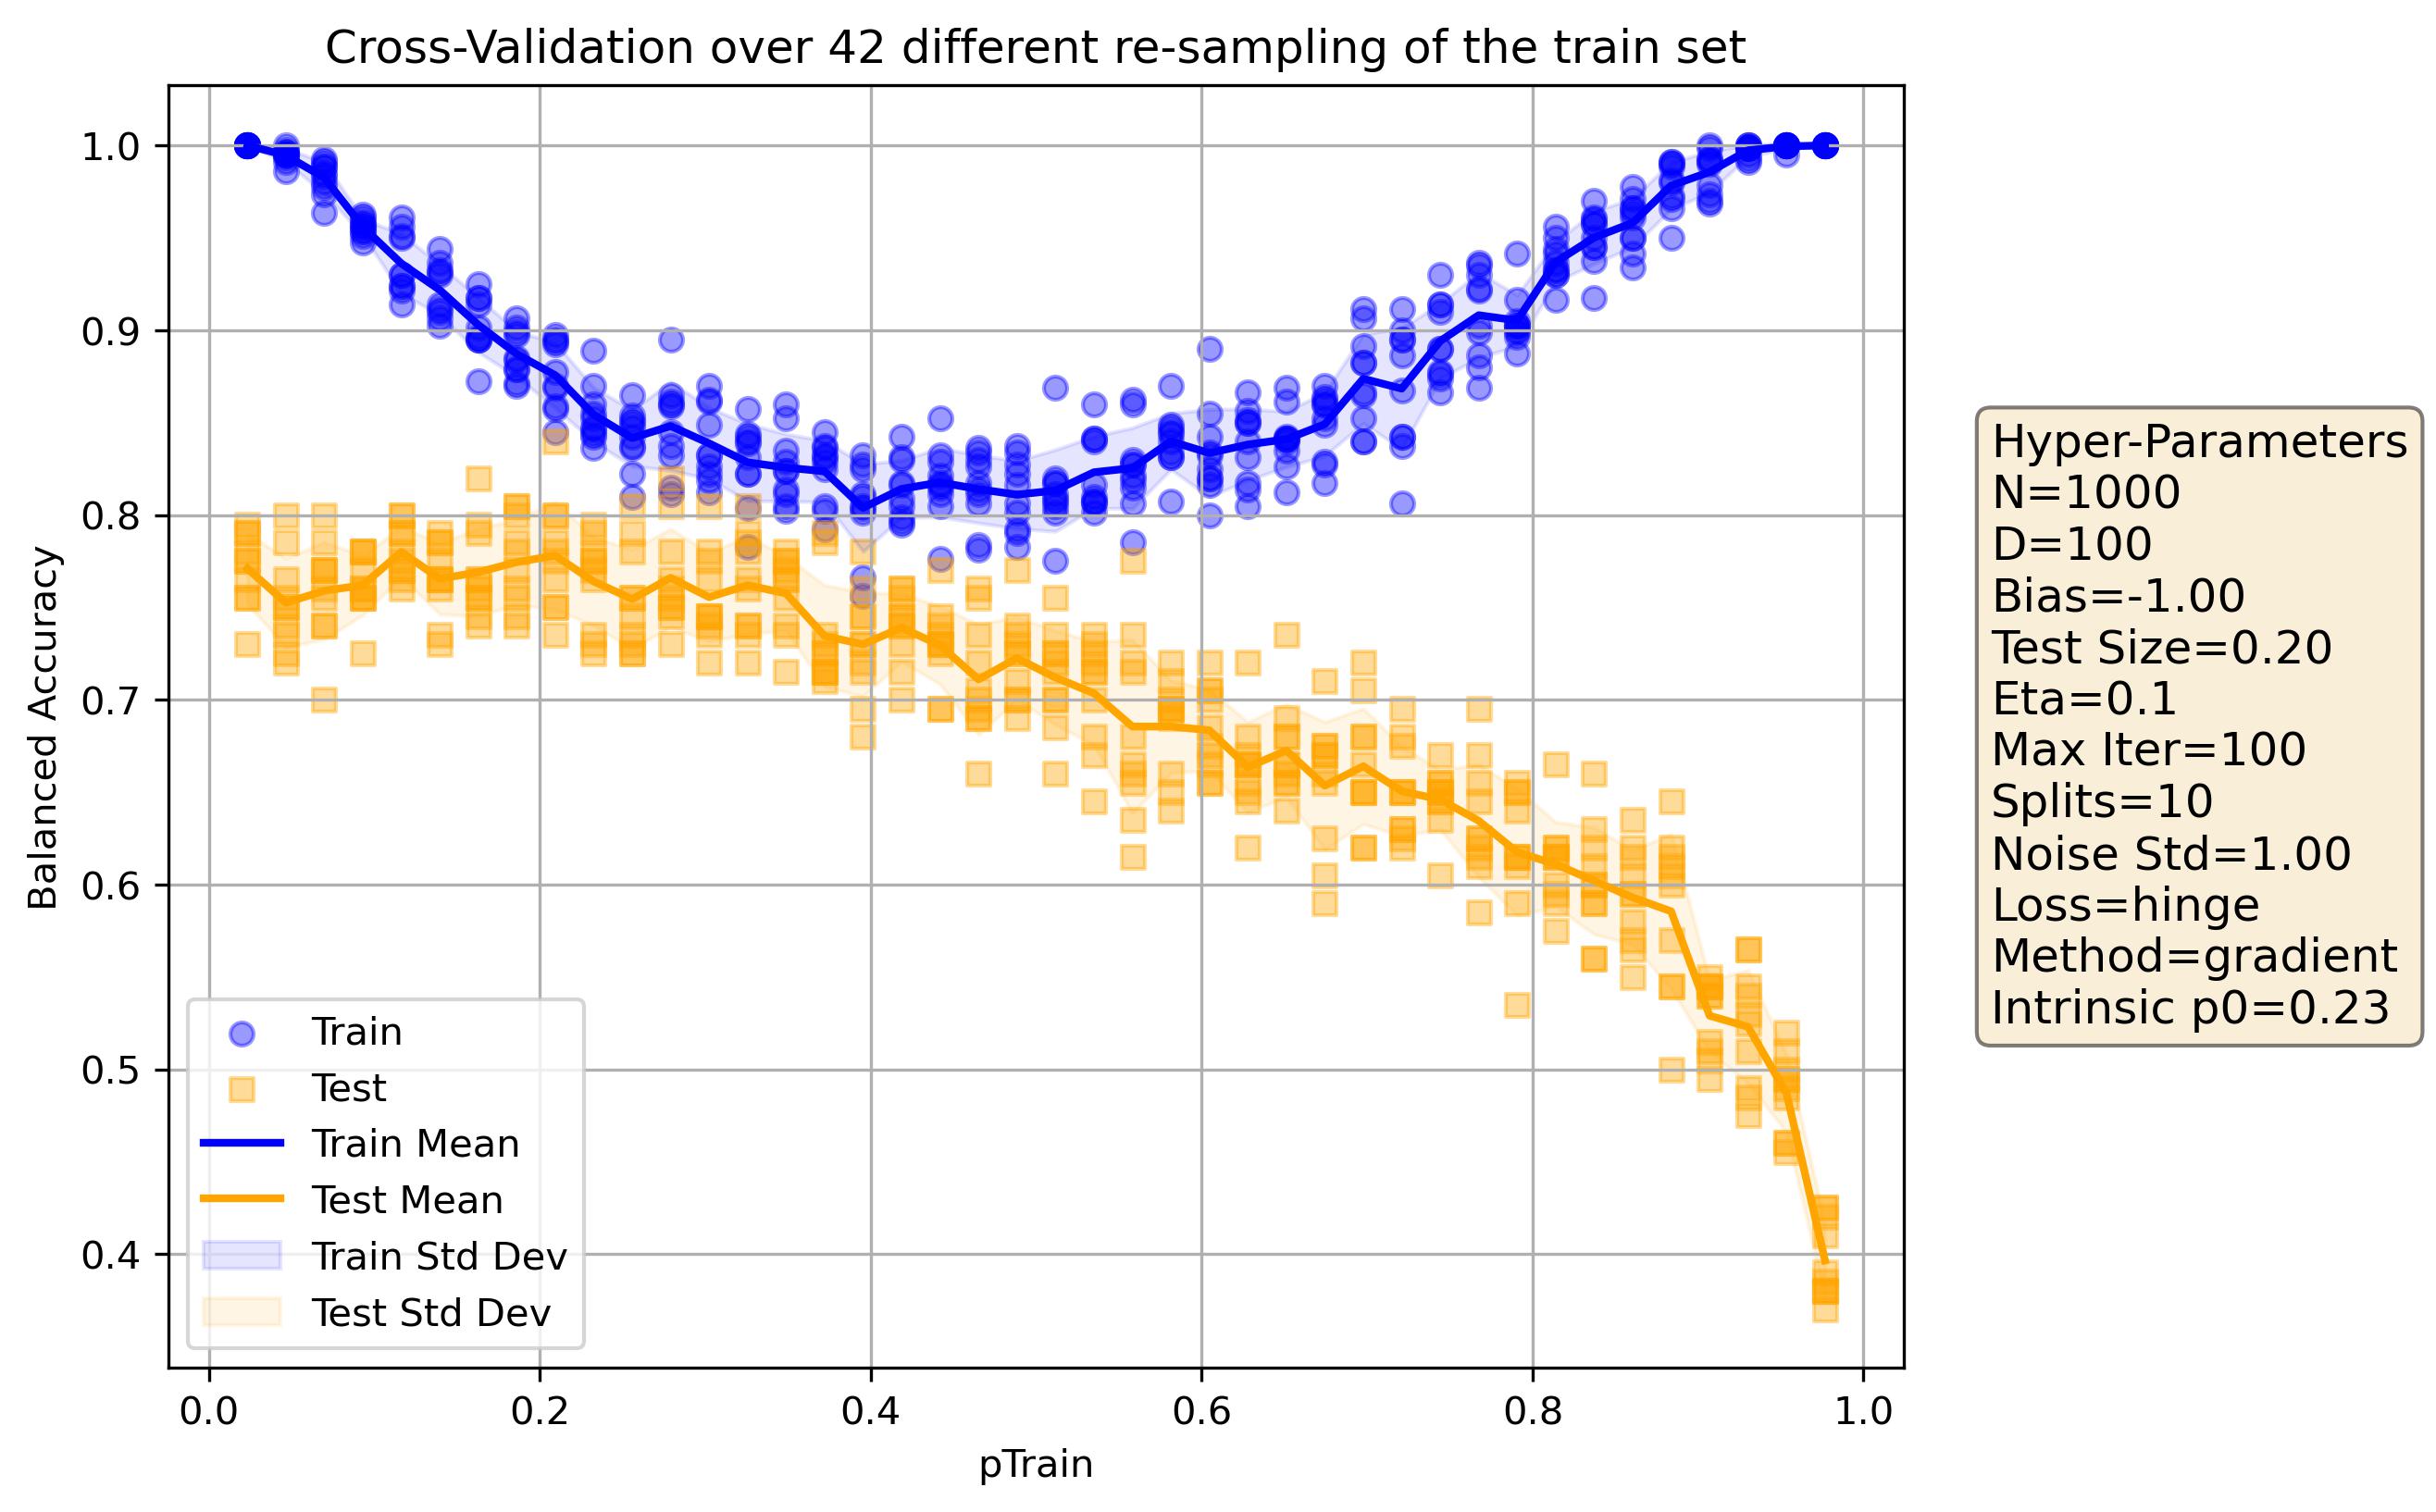 Cross-Validation over 42 different re-sampling of the train set
Balanced Accuracy
1.0
0.9
0.8
0.7
0.6
0.5
0.4
0.0
0.2
0.4
0.6
0.8
1.0
pTrain
Train
Test
Train Mean
Test Mean
Train Std Dev
Test Std Dev
Hyper-Parameters
N=1000
D=100
Bias=-1.00
Test Size=0.20
Eta=0.1
Max Iter=100
Splits=10
Noise Std=1.00
Loss=hinge
Method=gradient
Intrinsic p0=0.23